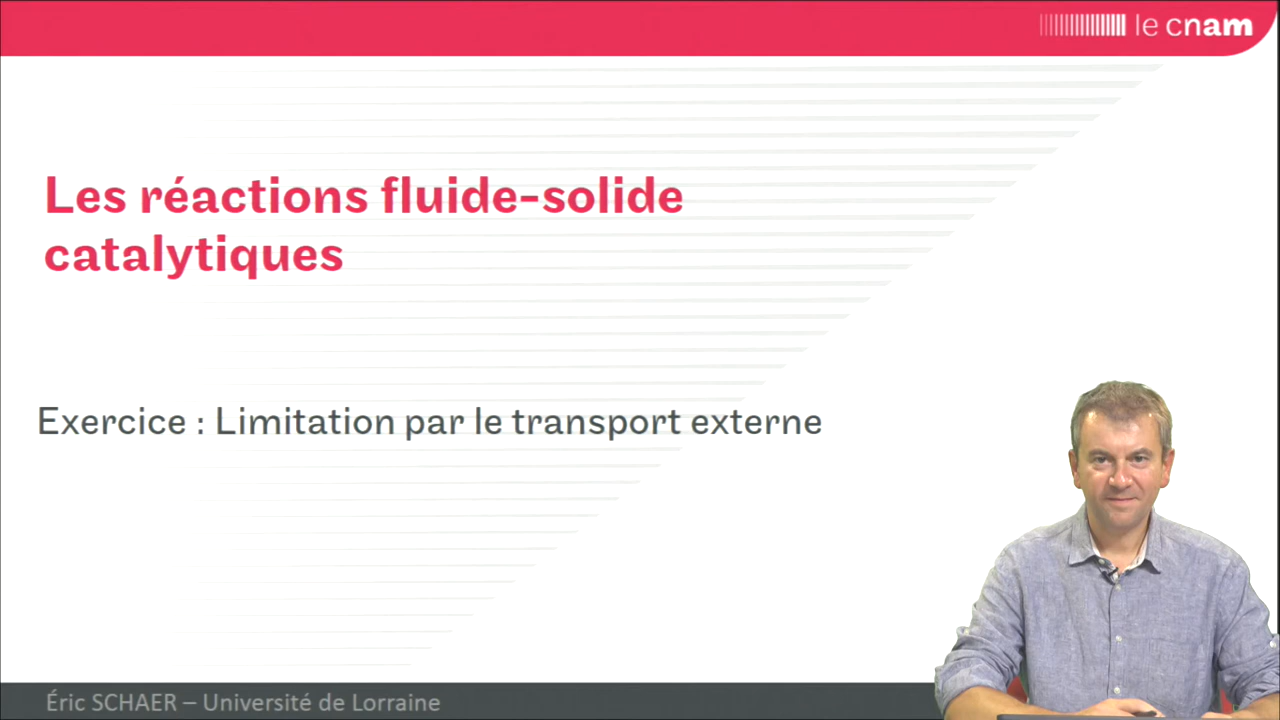 le cnam
Les réactions fluide-solide
catalytiques
Exercice : Limitation par le transport externe
Éric SCHAER – Université de Lorraine